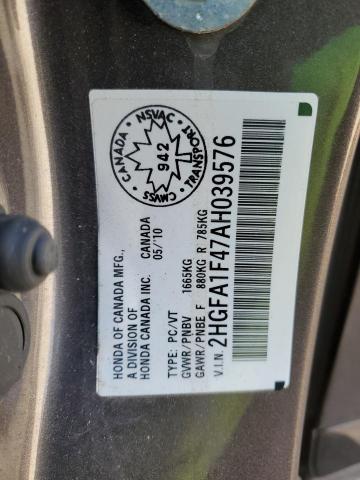 HONDA OF CANADA MFG.,
A DIVISION OF
HONDA CANADA INC. CANADA
05/10
TYPE: PC/VT
GVWR/PNBV 1665KG
GAWR/PNBE F 880KG R 785KG
V.I.N. 2HGFA1F47AH039576
CANADA · NSVAC · TRANSPORT · CMVSS ·
942